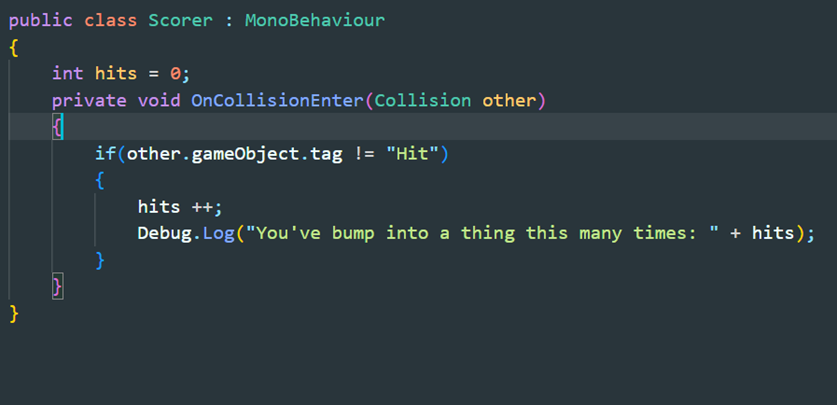 public class Scorer : MonoBehaviour
{
    int hits = 0;
    private void OnCollisionEnter(Collision other)
    {
        if(other.gameObject.tag != "Hit")
        {
            hits ++;
            Debug.Log("You've bump into a thing this many times: " + hits);
        }
    }
}